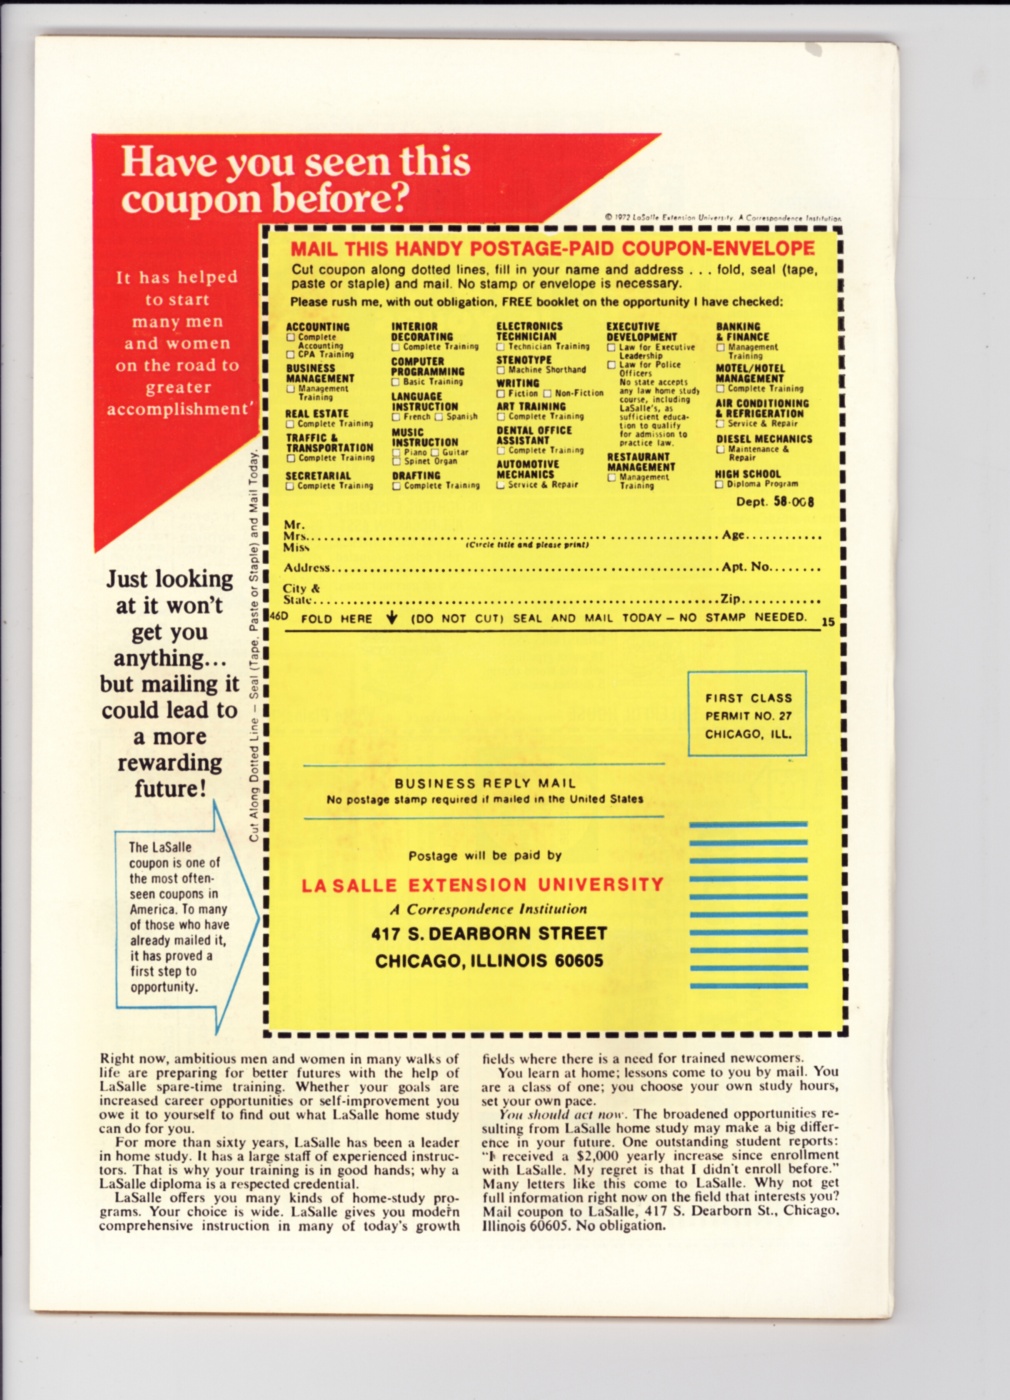 Have you seen this
coupon before?
© 1972 LaSalle Extension University. A Correspondence Institution
It has helped
to start
many men
and women
on the road to
greater
accomplishment'
MAIL THIS HANDY POSTAGE-PAID COUPON-ENVELOPE
Cut coupon along dotted lines, fill in your name and address . . . fold, seal (tape,
paste or staple) and mail. No stamp or envelope is necessary.
Please rush me, with out obligation, FREE booklet on the opportunity I have checked:
ACCOUNTING
☐ Complete
Accounting
☐ CPA Training
BUSINESS
MANAGEMENT
☐ Management
Training
REAL ESTATE
☐ Complete Training
TRAFFIC &
TRANSPORTATION
☐ Complete Training
SECRETARIAL
☐ Complete Training
INTERIOR
DECORATING
☐ Complete Training
COMPUTER
PROGRAMMING
☐ Basic Training
LANGUAGE
INSTRUCTION
☐ French ☐ Spanish
MUSIC
INSTRUCTION
☐ Piano ☐ Guitar
☐ Spinet Organ
DRAFTING
☐ Complete Training
ELECTRONICS
TECHNICIAN
☐ Technician Training
STENOTYPE
☐ Machine Shorthand
WRITING
☐ Fiction ☐ Non-Fiction
ART TRAINING
☐ Complete Training
DENTAL OFFICE
ASSISTANT
☐ Complete Training
AUTOMOTIVE
MECHANICS
☐ Service & Repair
EXECUTIVE
DEVELOPMENT
☐ Law for Executive
Leadership
☐ Law for Police
Officers
No state accepts
any law home study
course, including
LaSalle's, as
sufficient educa-
tion to qualify
for admission to
practice law.
RESTAURANT
MANAGEMENT
☐ Management
Training
BANKING
& FINANCE
☐ Management
Training
MOTEL/HOTEL
MANAGEMENT
☐ Complete Training
AIR CONDITIONING
& REFRIGERATION
☐ Service & Repair
DIESEL MECHANICS
☐ Maintenance &
Repair
HIGH SCHOOL
☐ Diploma Program
Dept. 58-008
Mr.
Mrs. Age
Miss (Circle title and please print)
Address Apt. No.
City &
State Zip
46D FOLD HERE ↓ (DO NOT CUT) SEAL AND MAIL TODAY — NO STAMP NEEDED. 15
Cut Along Dotted Line — Seal (Tape, Paste or Staple) and Mail Today.
Just looking
at it won't
get you
anything...
but mailing it
could lead to
a more
rewarding
future!
FIRST CLASS
PERMIT NO. 27
CHICAGO, ILL.
BUSINESS REPLY MAIL
No postage stamp required if mailed in the United States
Postage will be paid by
LA SALLE EXTENSION UNIVERSITY
A Correspondence Institution
417 S. DEARBORN STREET
CHICAGO, ILLINOIS 60605
The LaSalle
coupon is one of
the most often-
seen coupons in
America. To many
of those who have
already mailed it,
it has proved a
first step to
opportunity.
Right now, ambitious men and women in many walks of
life are preparing for better futures with the help of
LaSalle spare-time training. Whether your goals are
increased career opportunities or self-improvement you
owe it to yourself to find out what LaSalle home study
can do for you.
For more than sixty years, LaSalle has been a leader
in home study. It has a large staff of experienced instruc-
tors. That is why your training is in good hands; why a
LaSalle diploma is a respected credential.
LaSalle offers you many kinds of home-study pro-
grams. Your choice is wide. LaSalle gives you modern
comprehensive instruction in many of today's growth
fields where there is a need for trained newcomers.
You learn at home; lessons come to you by mail. You
are a class of one; you choose your own study hours,
set your own pace.
You should act now. The broadened opportunities re-
sulting from LaSalle home study may make a big differ-
ence in your future. One outstanding student reports:
"I received a $2,000 yearly increase since enrollment
with LaSalle. My regret is that I didn't enroll before."
Many letters like this come to LaSalle. Why not get
full information right now on the field that interests you?
Mail coupon to LaSalle, 417 S. Dearborn St., Chicago,
Illinois 60605. No obligation.